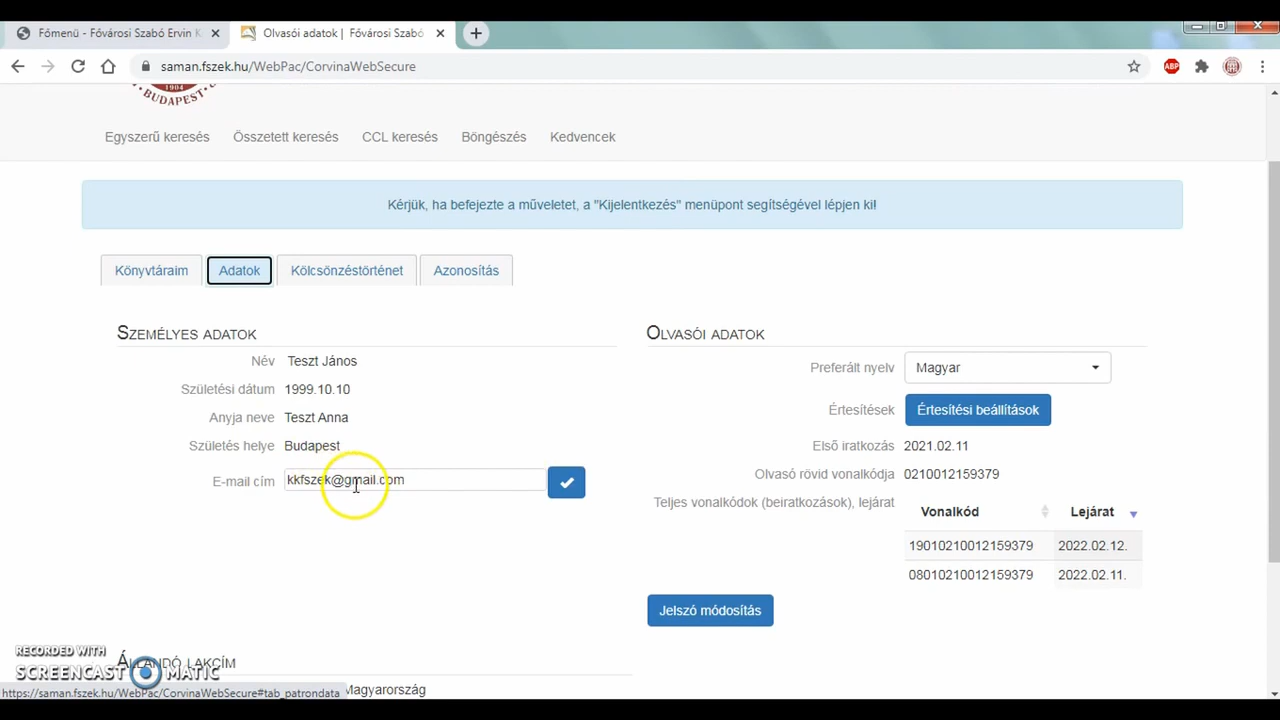 Főmenü - Fővárosi Szabó Ervin K
Olvasói adatok | Fővárosi Szabó
saman.fszek.hu/WebPac/CorvinaWebSecure
ABP
1904
BUDAPEST
Egyszerű keresés Összetett keresés CCL keresés Böngészés Kedvencek
Kérjük, ha befejezte a műveletet, a "Kijelentkezés" menüpont segítségével lépjen ki!
Könyvtáraim Adatok Kölcsönzéstörténet Azonosítás
Személyes adatok
Név Teszt János
Születési dátum 1999.10.10
Anyja neve Teszt Anna
Születés helye Budapest
E-mail cím kkfszek@gmail.com
Olvasói adatok
Preferált nyelv Magyar
Értesítések Értesítési beállítások
Első iratkozás 2021.02.11
Olvasó rövid vonalkódja 0210012159379
Teljes vonalkódok (beiratkozások), lejárat
Vonalkód Lejárat
19010210012159379 2022.02.12.
08010210012159379 2022.02.11.
Jelszó módosítás
Állandó lakcím
Magyarország
RECORDED WITH
SCREENCAST MATIC
https://saman.fszek.hu/WebPac/CorvinaWebSecure#tab_patrondata